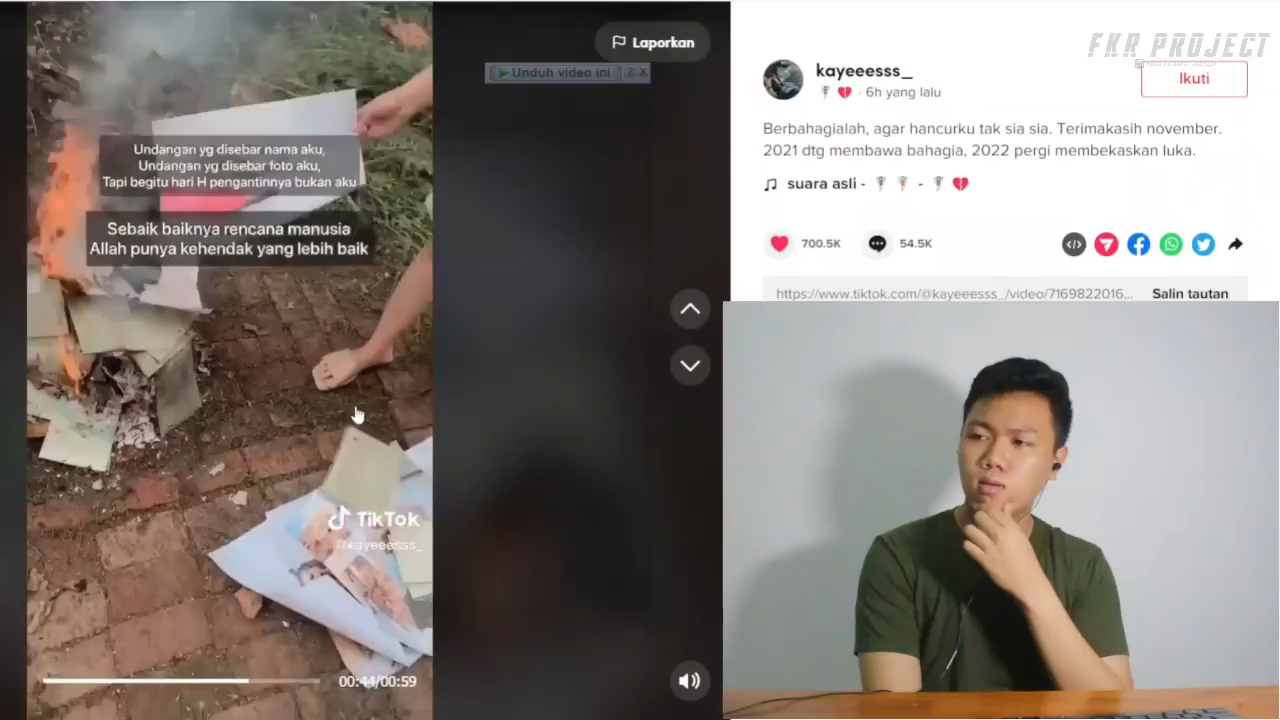 Laporkan
Unduh video ini
Undangan yg disebar nama aku,
Undangan yg disebar foto aku,
Tapi begitu hari H pengantinnya bukan aku
Sebaik baiknya rencana manusia
Allah punya kehendak yang lebih baik
TikTok
@kayeeesss_
00:44/00:59
FKR PROJECT
kayeeesss_
6h yang lalu
Ikuti
Berbahagialah, agar hancurku tak sia sia. Terimakasih november.
2021 dtg membawa bahagia, 2022 pergi membekaskan luka.
suara asli - -
700.5K
54.5K
https://www.tiktok.com/@kayeeesss_/video/7169822016...
Salin tautan